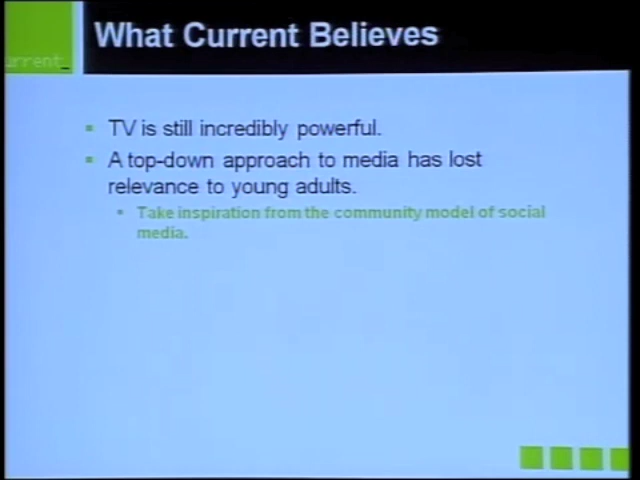 What Current Believes
current_
TV is still incredibly powerful.
A top-down approach to media has lost
relevance to young adults.
Take inspiration from the community model of social
media.